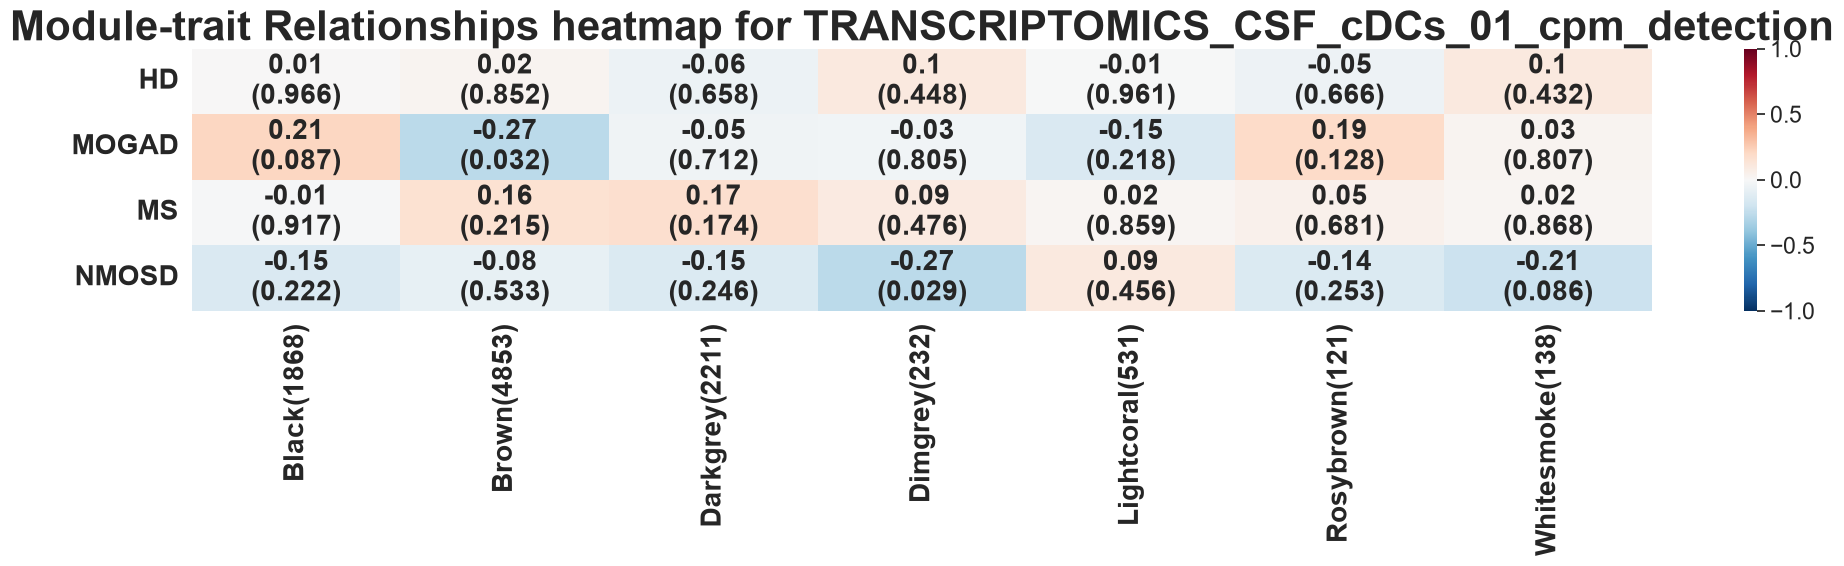 Module-trait Relationships heatmap for TRANSCRIPTOMICS_CSF_cDCs_01_cpm_detection
HD
0.01 0.02 -0.06 0.1 -0.01 -0.05 0.1
(0.966) (0.852) (0.658) (0.448) (0.961) (0.666) (0.432)
MOGAD
0.21 -0.27 -0.05 -0.03 -0.15 0.19 0.03
(0.087) (0.032) (0.712) (0.805) (0.218) (0.128) (0.807)
MS
-0.01 0.16 0.17 0.09 0.02 0.05 0.02
(0.917) (0.215) (0.174) (0.476) (0.859) (0.681) (0.868)
NMOSD
-0.15 -0.08 -0.15 -0.27 0.09 -0.14 -0.21
(0.222) (0.533) (0.246) (0.029) (0.456) (0.253) (0.086)
Black(1868)
Brown(4853)
Darkgrey(2211)
Dimgrey(232)
Lightcoral(531)
Rosybrown(121)
Whitesmoke(138)
1.0
0.5
0.0
−0.5
−1.0